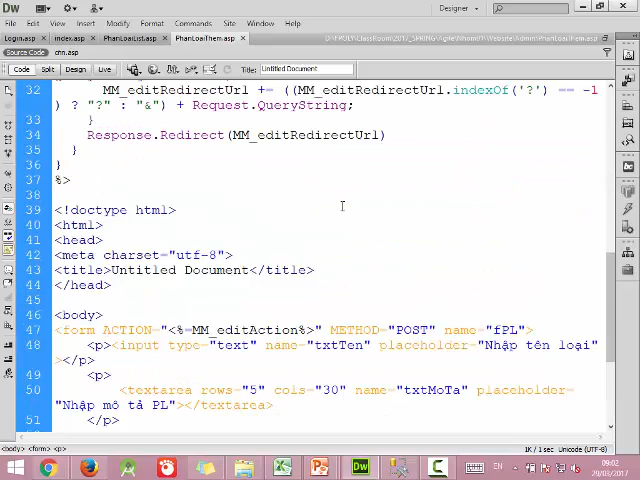 Dw
Designer
File Edit View Insert Modify Format Commands Site Window Help
Login.asp × index.asp × PhanLoaiList.asp × PhanLoaiThem.asp ×
Source Code chn.asp
Code Split Design Live Title: Untitled Document
32 MM_editRedirectUrl += ((MM_editRedirectUrl.indexOf('?') == -1
) ? "?" : "&") + Request.QueryString;
33 }
34 Response.Redirect(MM_editRedirectUrl)
35 }
36 }
37 %>
38
39 <!doctype html>
40 <html>
41 <head>
42 <meta charset="utf-8">
43 <title>Untitled Document</title>
44 </head>
45
46 <body>
47 <form ACTION="<%=MM_editAction%>" METHOD="POST" name="fPL">
48 <p><input type="text" name="txtTen" placeholder="Nhập tên loại"
></p>
49 <p>
50 <textarea rows="5" cols="30" name="txtMoTa" placeholder=
"Nhập mô tả PL"></textarea>
51 </p>
<body> <form> <p> 1K / 1 sec Unicode (UTF-8)
EN 09:02
29/03/2017